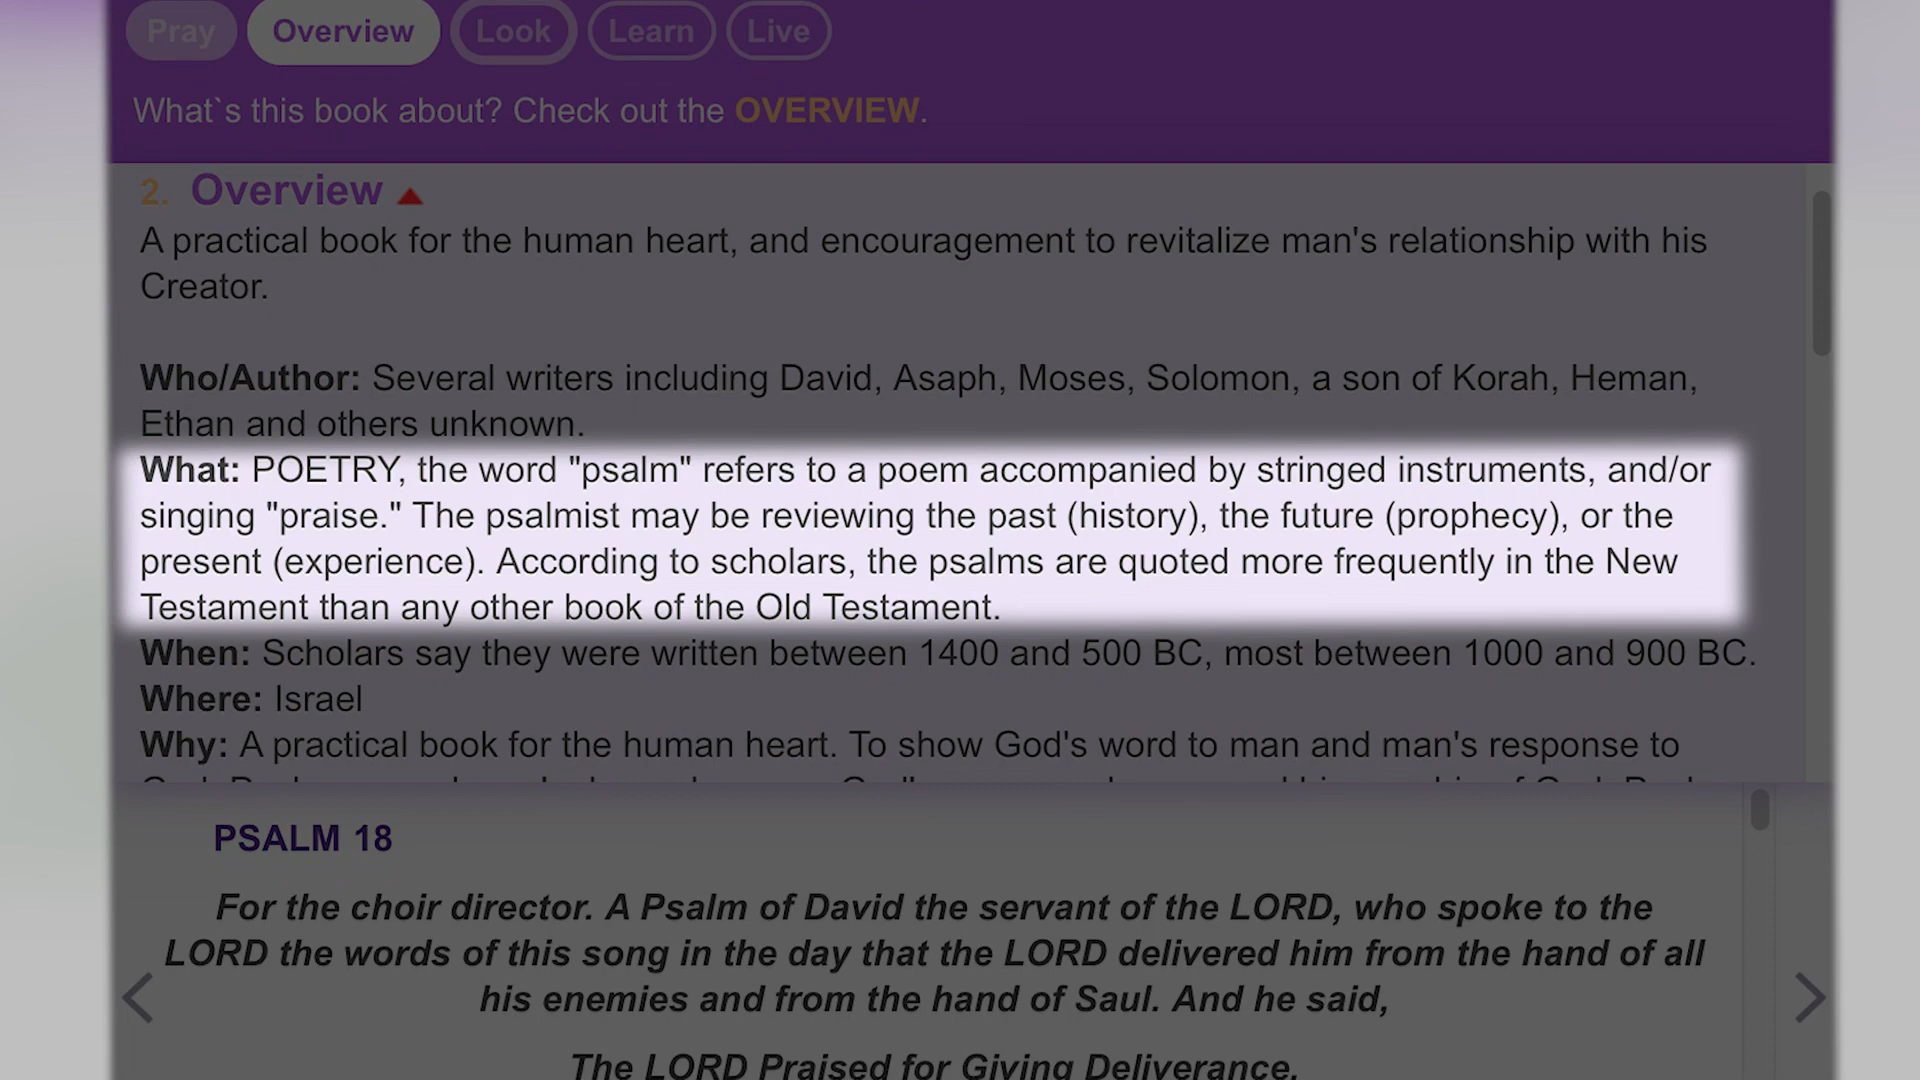 Pray Overview Look Learn Live
What`s this book about? Check out the OVERVIEW.
2. Overview
A practical book for the human heart, and encouragement to revitalize man's relationship with his
Creator.
Who/Author: Several writers including David, Asaph, Moses, Solomon, a son of Korah, Heman,
Ethan and others unknown.
What: POETRY, the word "psalm" refers to a poem accompanied by stringed instruments, and/or
singing "praise." The psalmist may be reviewing the past (history), the future (prophecy), or the
present (experience). According to scholars, the psalms are quoted more frequently in the New
Testament than any other book of the Old Testament.
When: Scholars say they were written between 1400 and 500 BC, most between 1000 and 900 BC.
Where: Israel
Why: A practical book for the human heart. To show God's word to man and man's response to
PSALM 18
For the choir director. A Psalm of David the servant of the LORD, who spoke to the
LORD the words of this song in the day that the LORD delivered him from the hand of all
his enemies and from the hand of Saul. And he said,
The LORD Praised for Giving Deliverance.